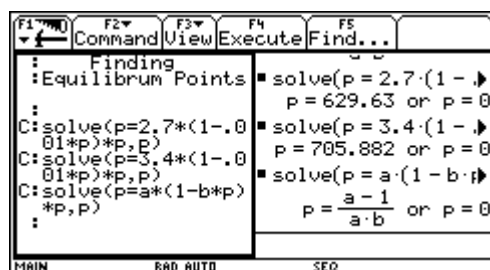 F1 F2 F3 F4 F5
Command View Execute Find...
: Finding
:Equilibrum Points
:
C:solve(p=2.7*(1-.0
01*p)*p,p)
C:solve(p=3.4*(1-.0
01*p)*p,p)
C:solve(p=a*(1-b*p)
*p,p)
:
▪ solve(p = 2.7·(1 - .
p = 629.63 or p = 0
▪ solve(p = 3.4·(1 - .
p = 705.882 or p = 0
▪ solve(p = a·(1 - b·p
p = a - 1 / a·b or p = 0
MAIN RAD AUTO SEQ